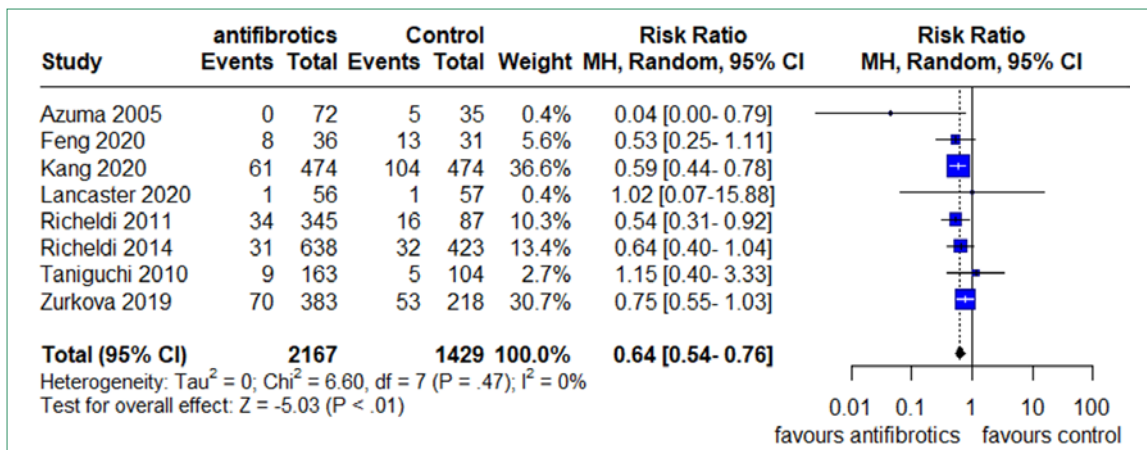 antifibrotics Control Risk Ratio Risk Ratio
Study Events Total Events Total Weight MH, Random, 95% CI MH, Random, 95% CI
Azuma 2005 0 72 5 35 0.4% 0.04 [0.00- 0.79]
Feng 2020 8 36 13 31 5.6% 0.53 [0.25- 1.11]
Kang 2020 61 474 104 474 36.6% 0.59 [0.44- 0.78]
Lancaster 2020 1 56 1 57 0.4% 1.02 [0.07-15.88]
Richeldi 2011 34 345 16 87 10.3% 0.54 [0.31- 0.92]
Richeldi 2014 31 638 32 423 13.4% 0.64 [0.40- 1.04]
Taniguchi 2010 9 163 5 104 2.7% 1.15 [0.40- 3.33]
Zurkova 2019 70 383 53 218 30.7% 0.75 [0.55- 1.03]
Total (95% CI) 2167 1429 100.0% 0.64 [0.54- 0.76]
Heterogeneity: Tau² = 0; Chi² = 6.60, df = 7 (P = .47); I² = 0%
Test for overall effect: Z = -5.03 (P < .01)
0.01 0.1 1 10 100
favours antifibrotics favours control